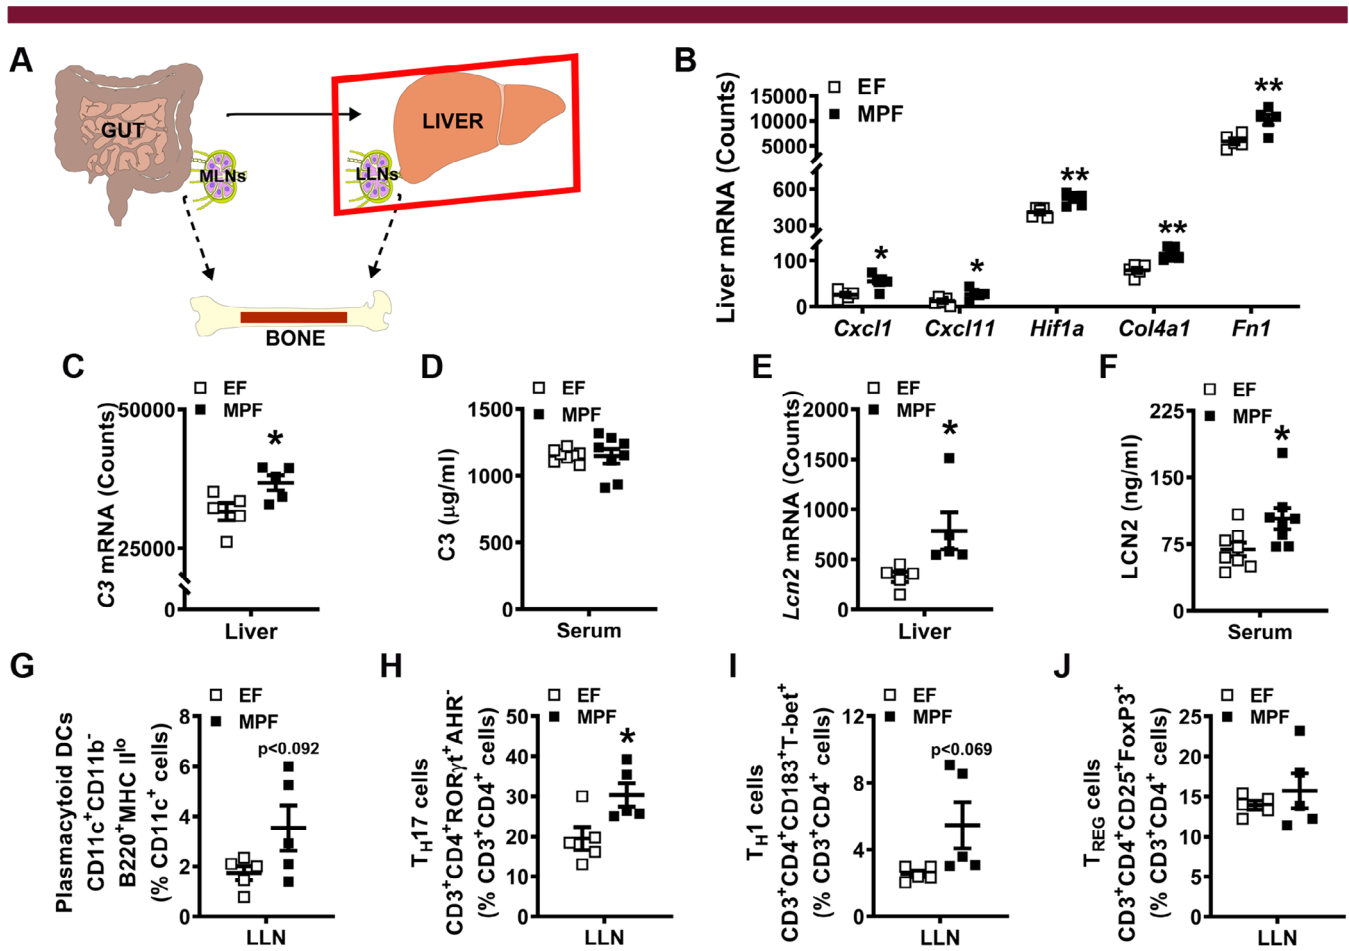 A
GUT
MLNs
LIVER
LLNs
BONE
B
Liver mRNA (Counts)
EF
MPF
15000
10000
5000
600
300
100
0
*
*
**
**
**
Cxcl1
Cxcl11
Hif1a
Col4a1
Fn1
C
C3 mRNA (Counts)
EF
MPF
50000
25000
0
*
Liver
D
C3 (μg/ml)
EF
MPF
1500
1000
500
0
Serum
E
Lcn2 mRNA (Counts)
EF
MPF
2000
1500
1000
500
0
*
Liver
F
LCN2 (ng/ml)
EF
MPF
225
150
75
0
*
Serum
G
Plasmacytoid DCs
CD11c⁺CD11b⁻
B220⁺MHC IIˡᵒ
(% CD11c⁺ cells)
EF
MPF
8
6
4
2
0
p<0.092
LLN
H
TH17 cells
CD3⁺CD4⁺RORγt⁺AHR⁻
(% CD3⁺CD4⁺ cells)
EF
MPF
50
40
30
20
10
0
*
LLN
I
TH1 cells
CD3⁺CD4⁺CD183⁺T-bet⁺
(% CD3⁺CD4⁺ cells)
EF
MPF
12
8
4
0
p<0.069
LLN
J
TREG cells
CD3⁺CD4⁺CD25⁺FoxP3⁺
(% CD3⁺CD4⁺ cells)
EF
MPF
25
20
15
10
5
0
LLN